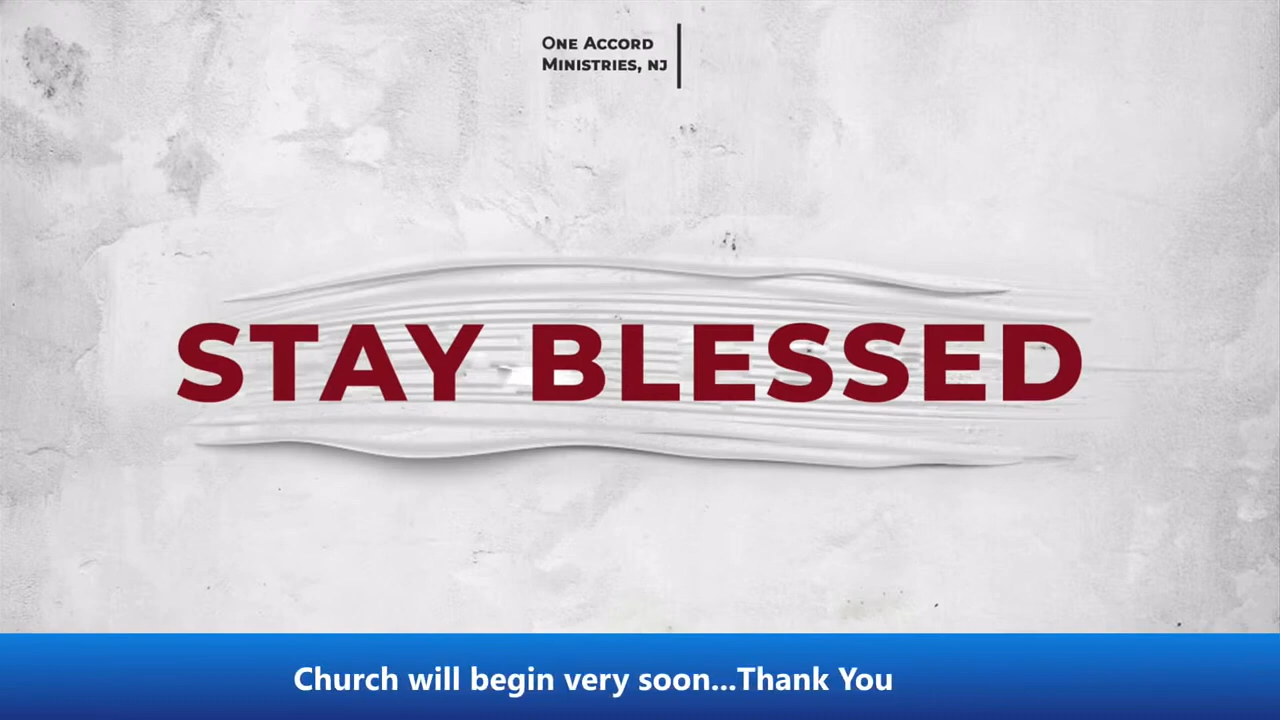 One Accord
Ministries, NJ
STAY BLESSED
Church will begin very soon...Thank You